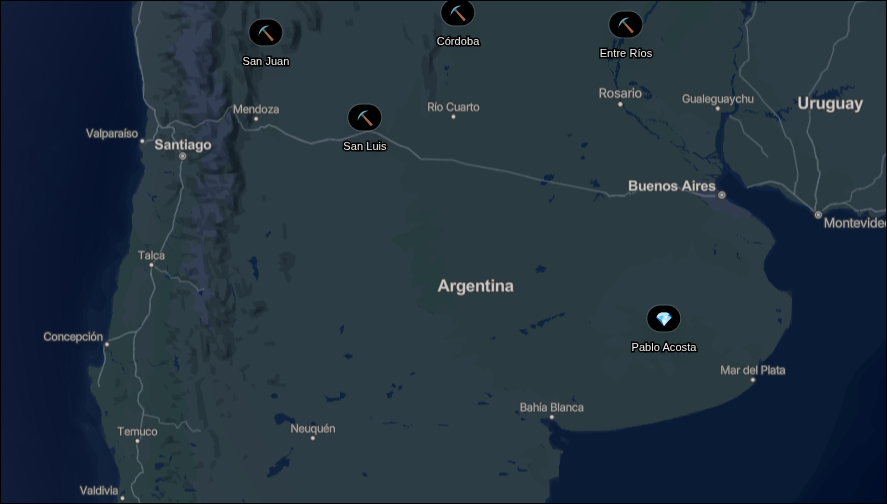 Córdoba
San Juan
Entre Ríos
Mendoza
Río Cuarto
Rosario
Gualeguaychu
Uruguay
Valparaíso
Santiago
San Luis
Buenos Aires
Montevide
Talca
Argentina
Concepción
Pablo Acosta
Mar del Plata
Bahía Blanca
Temuco
Neuquén
Valdivia